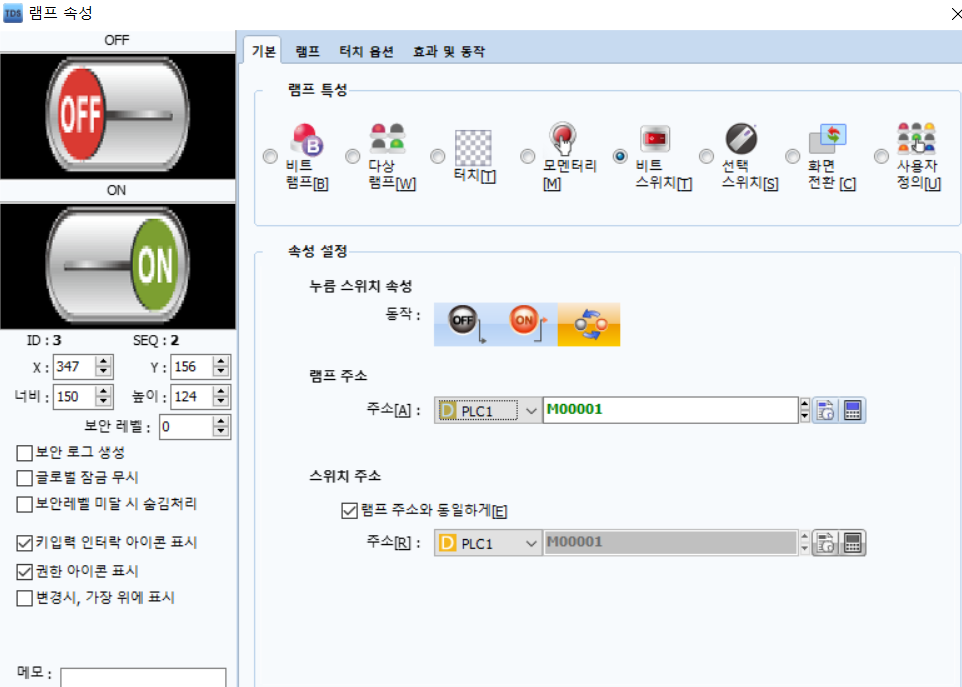 TDS 램프 속성
OFF
OFF
ON
ON
ID : 3 SEQ : 2
X : 347 Y : 156
너비 : 150 높이 : 124
보안 레벨 : 0
보안 로그 생성
글로벌 잠금 무시
보안레벨 미달 시 숨김처리
키입력 인터락 아이콘 표시
권한 아이콘 표시
변경시, 가장 위에 표시
메모 :
기본 램프 터치 옵션 효과 및 동작
램프 특성
B
비트
램프[B]
다상
램프[W]
터치[T]
모멘터리
[M]
비트
스위치[T]
선택
스위치[S]
화면
전환 [C]
사용자
정의[U]
속성 설정
누름 스위치 속성
동작 : OFF ON
램프 주소
주소[A] : D PLC1 M00001
스위치 주소
램프 주소와 동일하게[E]
주소[R] : D PLC1 M00001